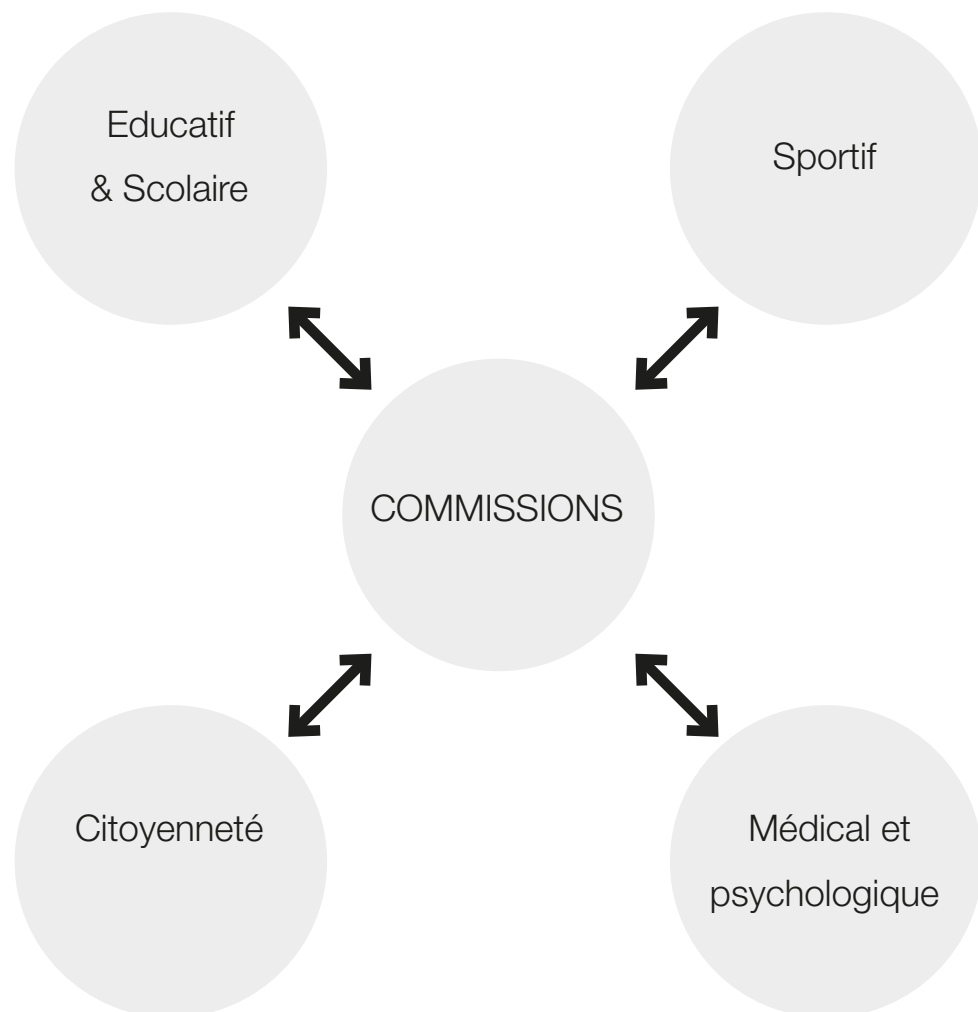 Educatif
& Scolaire
Sportif
COMMISSIONS
Citoyenneté
Médical et
psychologique